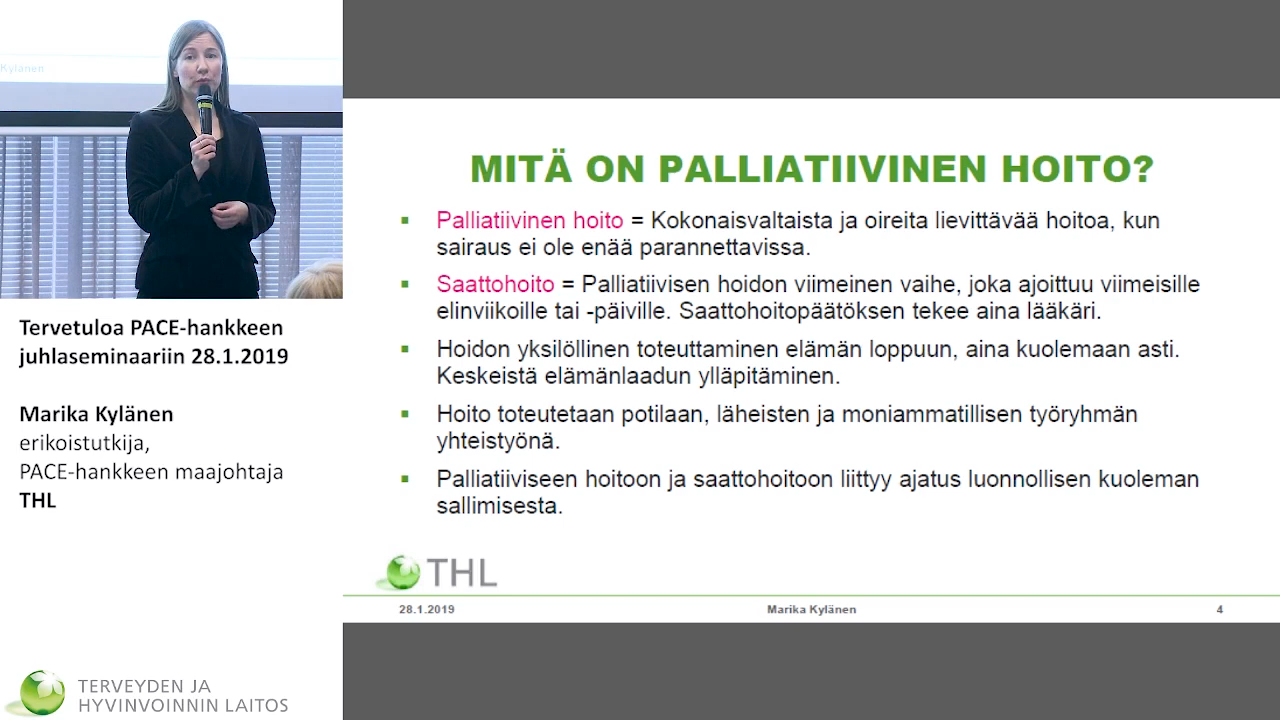 Kylänen
Tervetuloa PACE-hankkeen
juhlaseminaariin 28.1.2019
Marika Kylänen
erikoistutkija,
PACE-hankkeen maajohtaja
THL
TERVEYDEN JA
HYVINVOINNIN LAITOS
MITÄ ON PALLIATIIVINEN HOITO?
Palliatiivinen hoito = Kokonaisvaltaista ja oireita lievittävää hoitoa, kun
sairaus ei ole enää parannettavissa.
Saattohoito = Palliatiivisen hoidon viimeinen vaihe, joka ajoittuu viimeisille
elinviikoille tai -päiville. Saattohoitopäätöksen tekee aina lääkäri.
Hoidon yksilöllinen toteuttaminen elämän loppuun, aina kuolemaan asti.
Keskeistä elämänlaadun ylläpitäminen.
Hoito toteutetaan potilaan, läheisten ja moniammatillisen työryhmän
yhteistyönä.
Palliatiiviseen hoitoon ja saattohoitoon liittyy ajatus luonnollisen kuoleman
sallimisesta.
THL
28.1.2019 Marika Kylänen 4